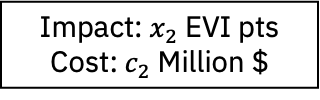 Impact: x₂ EVI pts
Cost: c₂ Million $